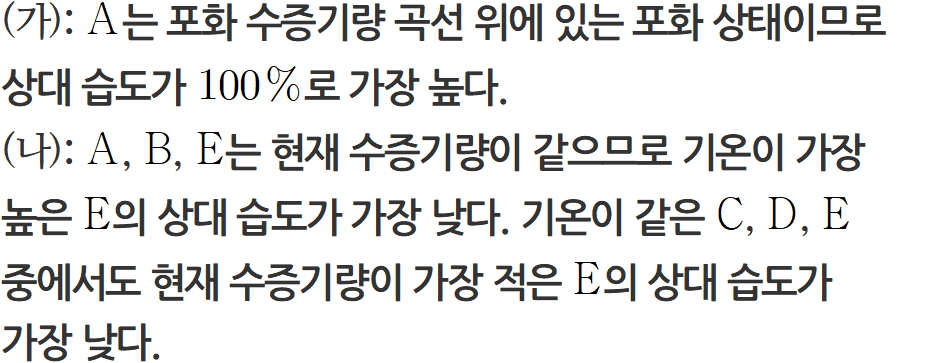 (가): A는 포화 수증기량 곡선 위에 있는 포화 상태이므로
상대 습도가 100%로 가장 높다.
(나): A, B, E는 현재 수증기량이 같으므로 기온이 가장
높은 E의 상대 습도가 가장 낮다. 기온이 같은 C, D, E
중에서도 현재 수증기량이 가장 적은 E의 상대 습도가
가장 낮다.